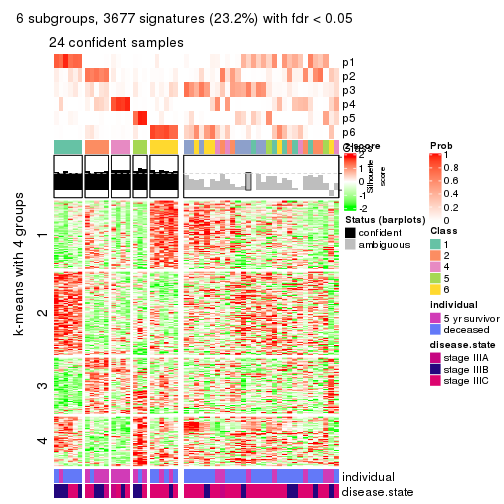 6 subgroups, 3677 signatures (23.2%) with fdr < 0.05
24 confident samples
p1
p2
p3
p4
p5
p6
Class
z-score
2
1
-1
-2
Silhouette
score
Prob
1
0.8
0.6
0.4
0.2
0
Status (barplots)
confident
ambiguous
Class
1
2
4
5
6
individual
5 yr survivor
deceased
disease.state
stage IIIA
stage IIIB
stage IIIC
k-means with 4 groups
1
2
3
4
individual
disease.state